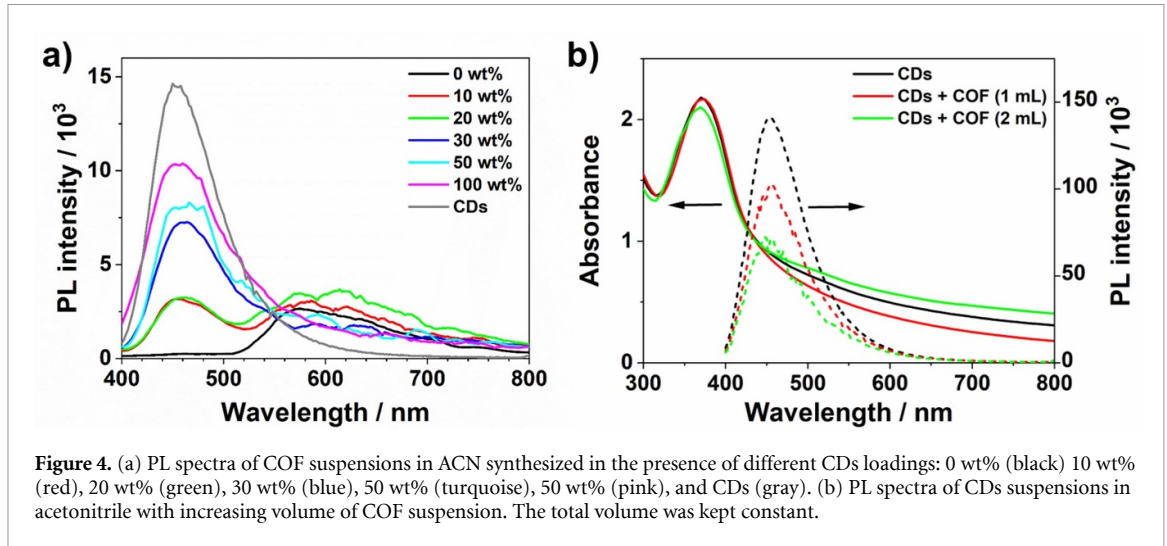 a)
PL intensity / 10³
15
10
5
0
400 500 600 700 800
Wavelength / nm
0 wt%
10 wt%
20 wt%
30 wt%
50 wt%
100 wt%
CDs
b)
Absorbance
2
1
0
300 400 500 600 700 800
Wavelength / nm
CDs
CDs + COF (1 mL)
CDs + COF (2 mL)
150
100
50
0
PL intensity / 10³
Figure 4. (a) PL spectra of COF suspensions in ACN synthesized in the presence of different CDs loadings: 0 wt% (black) 10 wt%
(red), 20 wt% (green), 30 wt% (blue), 50 wt% (turquoise), 50 wt% (pink), and CDs (gray). (b) PL spectra of CDs suspensions in
acetonitrile with increasing volume of COF suspension. The total volume was kept constant.